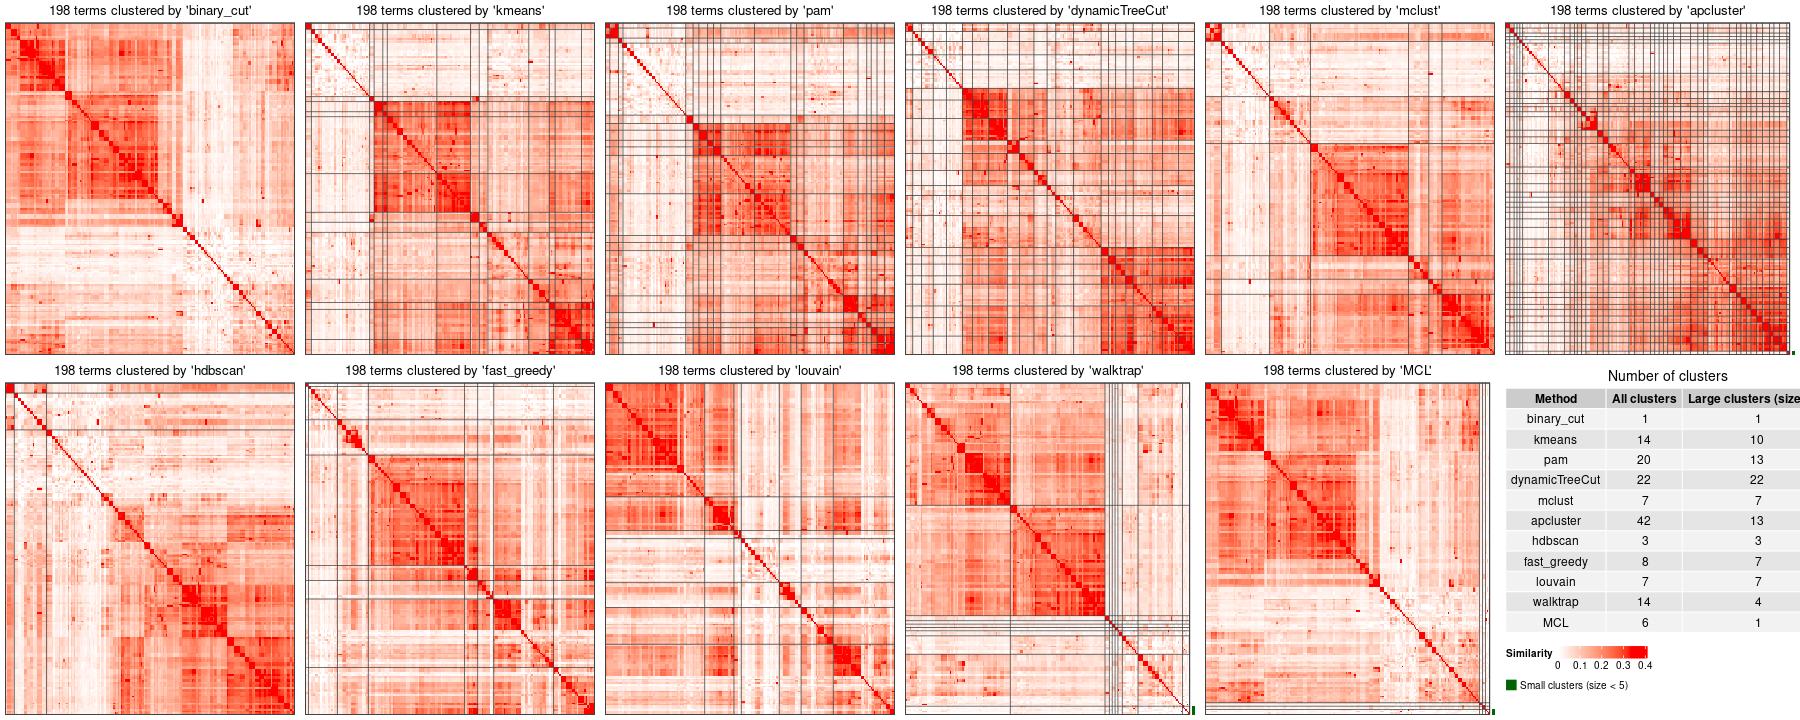 198 terms clustered by 'binary_cut'
198 terms clustered by 'kmeans'
198 terms clustered by 'pam'
198 terms clustered by 'dynamicTreeCut'
198 terms clustered by 'mclust'
198 terms clustered by 'apcluster'
198 terms clustered by 'hdbscan'
198 terms clustered by 'fast_greedy'
198 terms clustered by 'louvain'
198 terms clustered by 'walktrap'
198 terms clustered by 'MCL'
Number of clusters
Method All clusters Large clusters (size
binary_cut 1 1
kmeans 14 10
pam 20 13
dynamicTreeCut 22 22
mclust 7 7
apcluster 42 13
hdbscan 3 3
fast_greedy 8 7
louvain 7 7
walktrap 14 4
MCL 6 1
Similarity
0 0.1 0.2 0.3 0.4
Small clusters (size < 5)